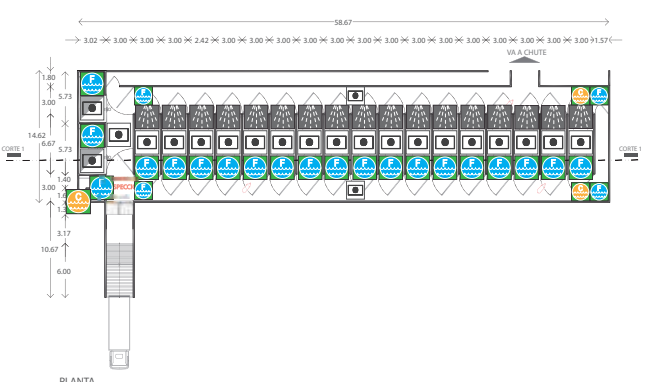 58.67
3.02 3.00 3.00 3.00 2.42 3.00 3.00 3.00 3.00 3.00 3.00 3.00 3.00 3.00 3.00 3.00 3.00 3.00 3.00 1.57
VA A CHUTE
1.80
F
F
C F
5.73
3.00
14.62
F
6.67
CORTE 1
CORTE 1
5.73
F F F F F F F F F F F F F F F F F
1.40
3.00
I
SPECCI
F
C F
C
3.17
10.67
6.00
PLANTA